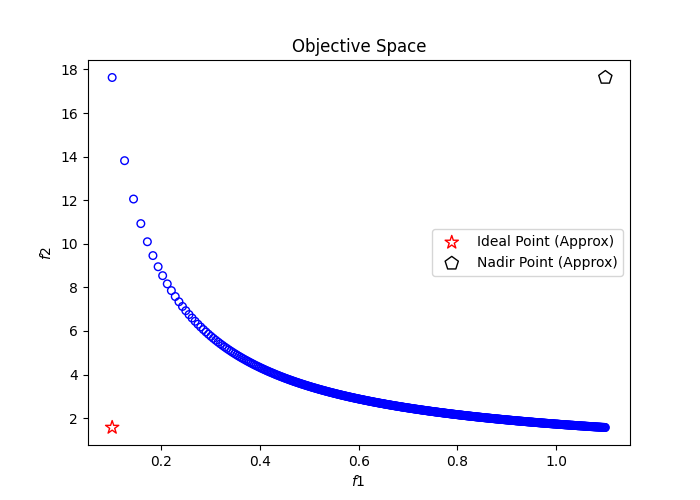 Objective Space
18
16
14
12
10
8
6
4
2
f2
Ideal Point (Approx)
Nadir Point (Approx)
0.2 0.4 0.6 0.8 1.0
f1